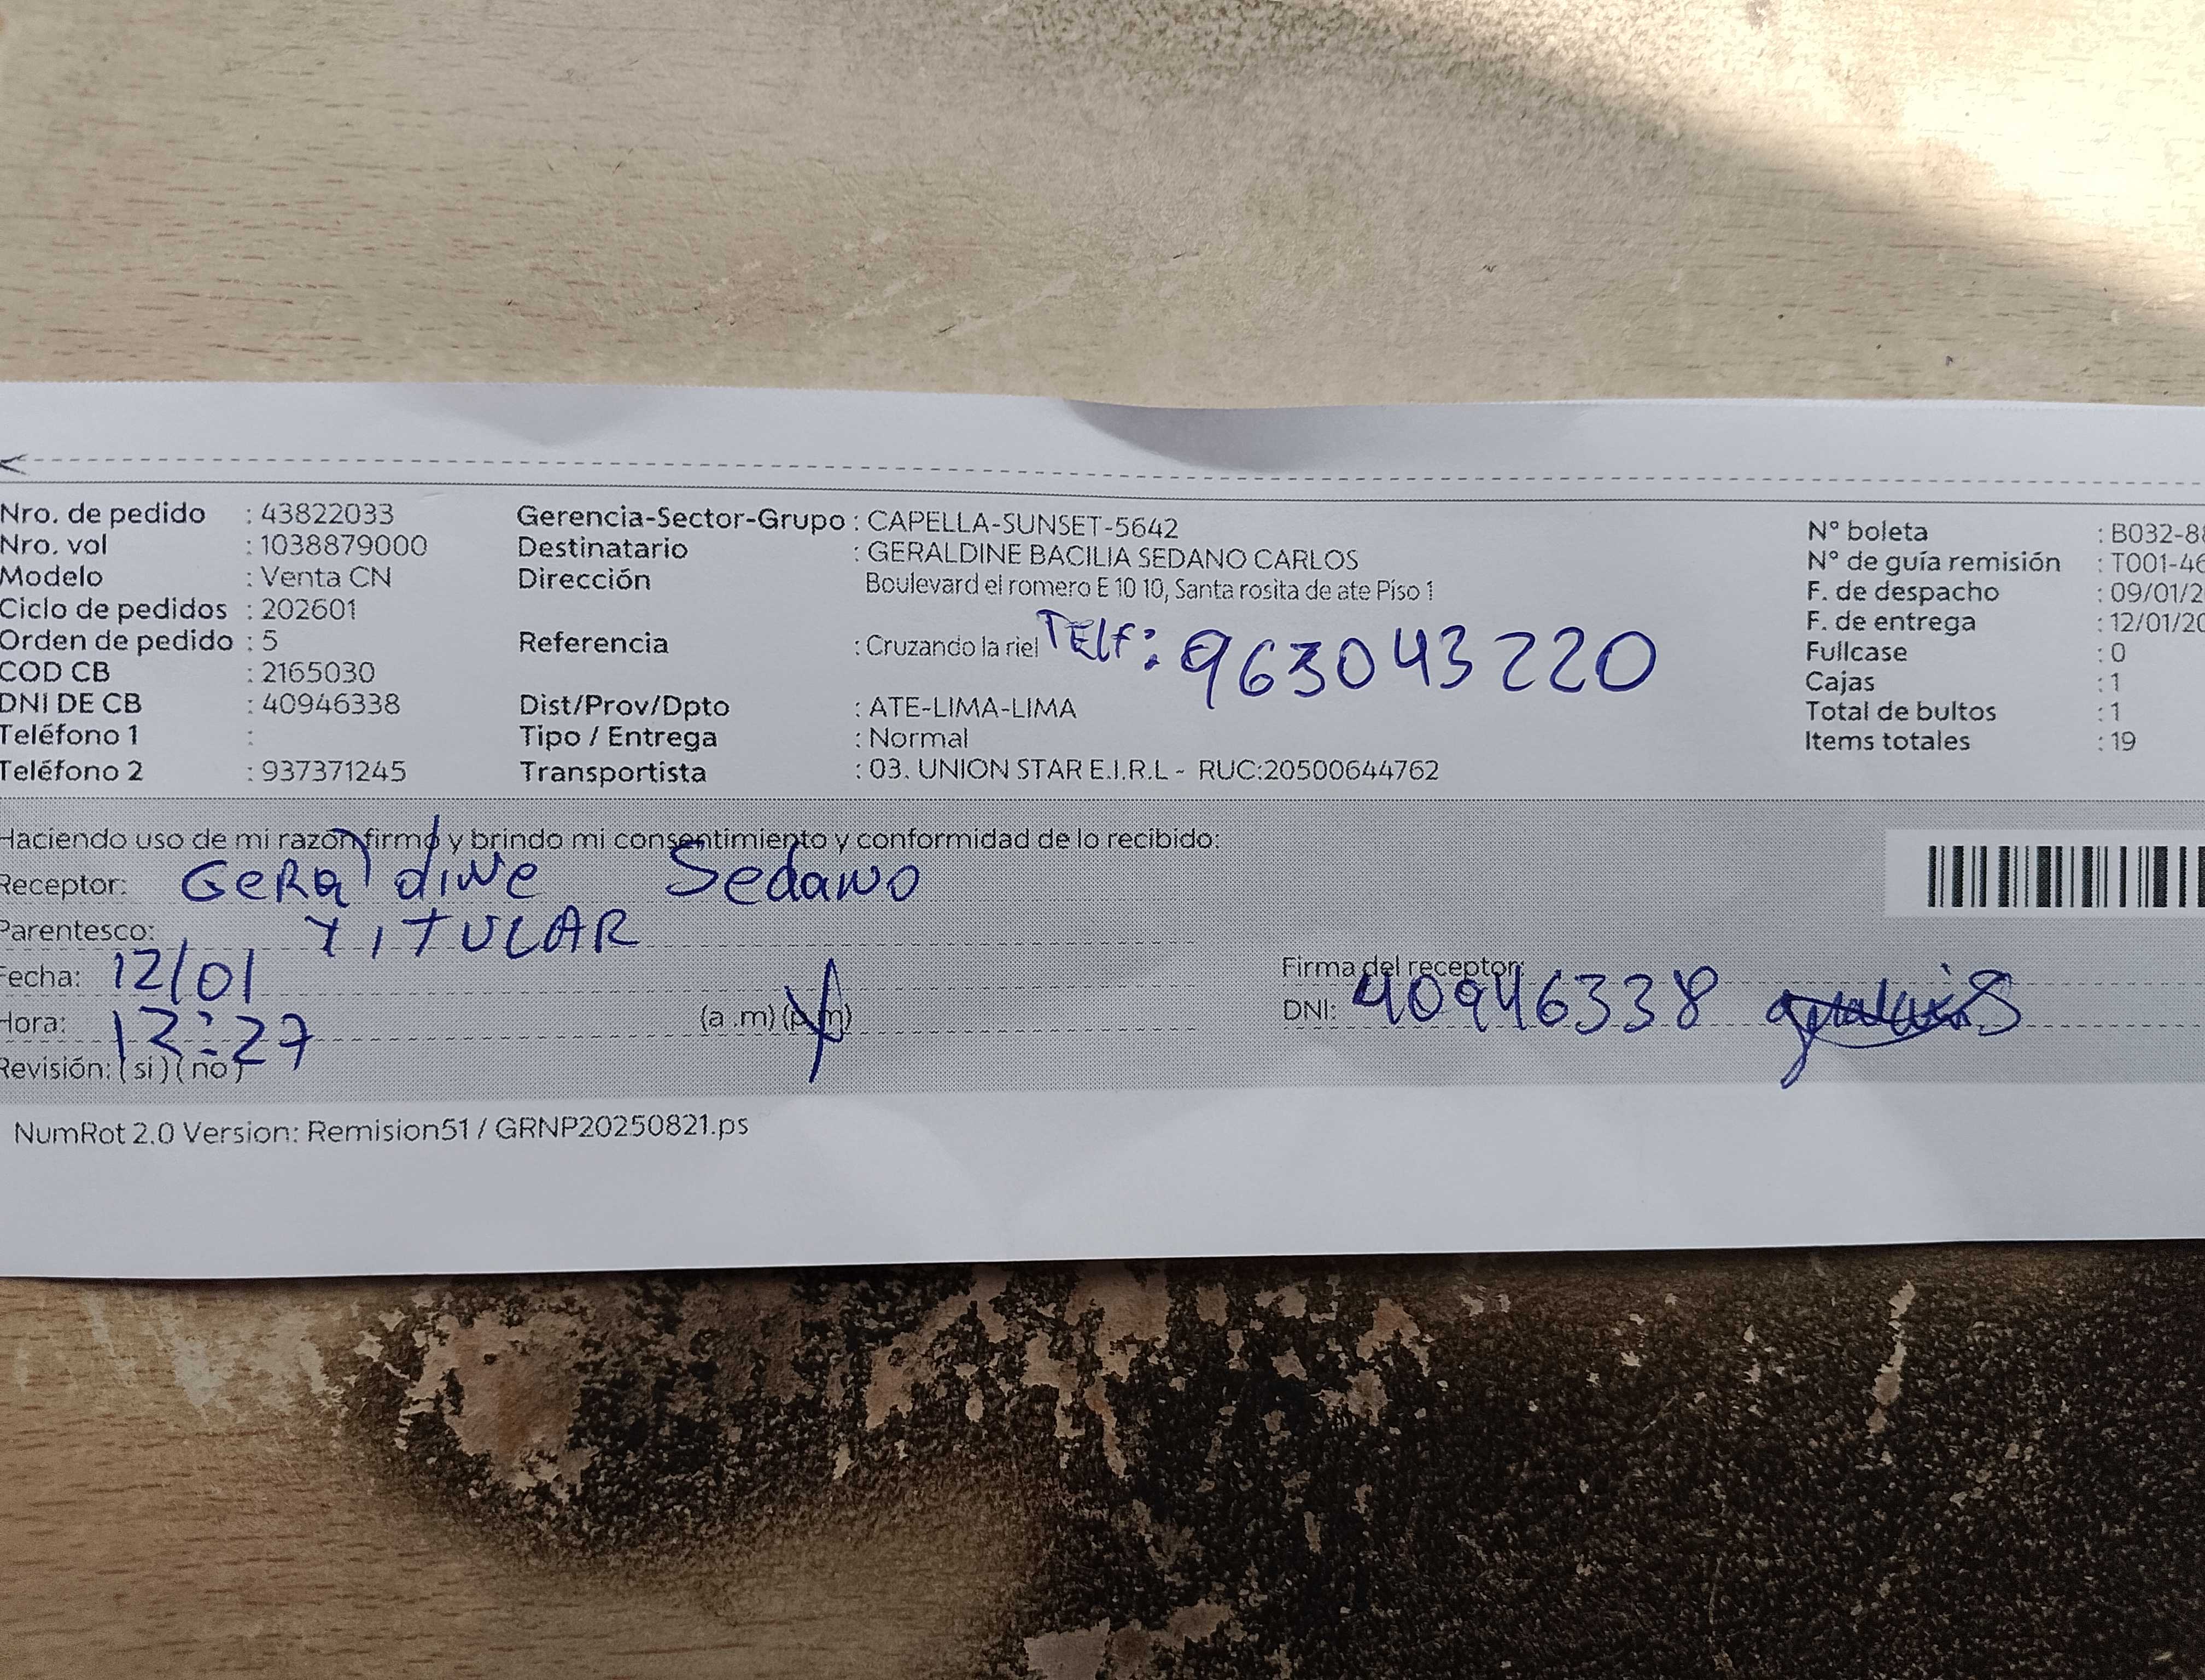 Nro. de pedido : 43822033
Nro. vol : 1038879000
Modelo : Venta CN
Ciclo de pedidos : 202601
Orden de pedido : 5
COD CB : 2165030
DNI DE CB : 40946338
Teléfono 1 :
Teléfono 2 : 937371245
Gerencia-Sector-Grupo : CAPELLA-SUNSET-5642
Destinatario : GERALDINE BACILIA SEDANO CARLOS
Dirección Boulevard el romero E 10 10, Santa rosita de ate Piso 1
Referencia : Cruzando la riel TELf: 963043220
Dist/Prov/Dpto : ATE-LIMA-LIMA
Tipo / Entrega : Normal
Transportista : 03. UNION STAR E.I.R.L - RUC:20500644762
N° boleta : B032-88
N° de guía remisión : T001-46
F. de despacho : 09/01/2
F. de entrega : 12/01/20
Fullcase : 0
Cajas : 1
Total de bultos : 1
Items totales : 19
Haciendo uso de mi razón firmo y brindo mi consentimiento y conformidad de lo recibido:
Receptor: GeRaldiNe SedaNo
Parentesco: TITULAR
Fecha: 12/01
Hora: 12:27 (a .m) (p.m)
Revisión: (si) (no)
Firma del receptor:
DNI: 40946338
NumRot 2.0 Version: Remision51 / GRNP20250821.ps